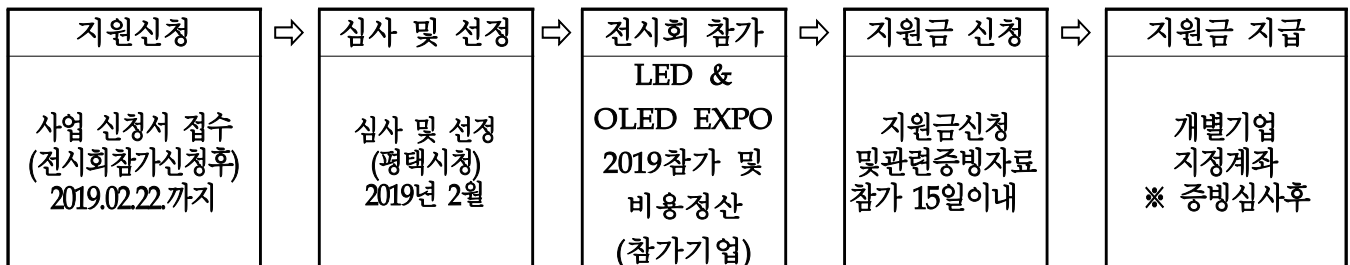 지원신청 ⇨ 심사 및 선정 ⇨ 전시회 참가 ⇨ 지원금 신청 ⇨ 지원금 지급
사업 신청서 접수
(전시회참가신청후)
2019.02.22.까지
심사 및 선정
(평택시청)
2019년 2월
LED &
OLED EXPO
2019참가 및
비용정산
(참가기업)
지원금신청
및관련증빙자료
참가 15일이내
개별기업
지정계좌
※ 증빙심사후